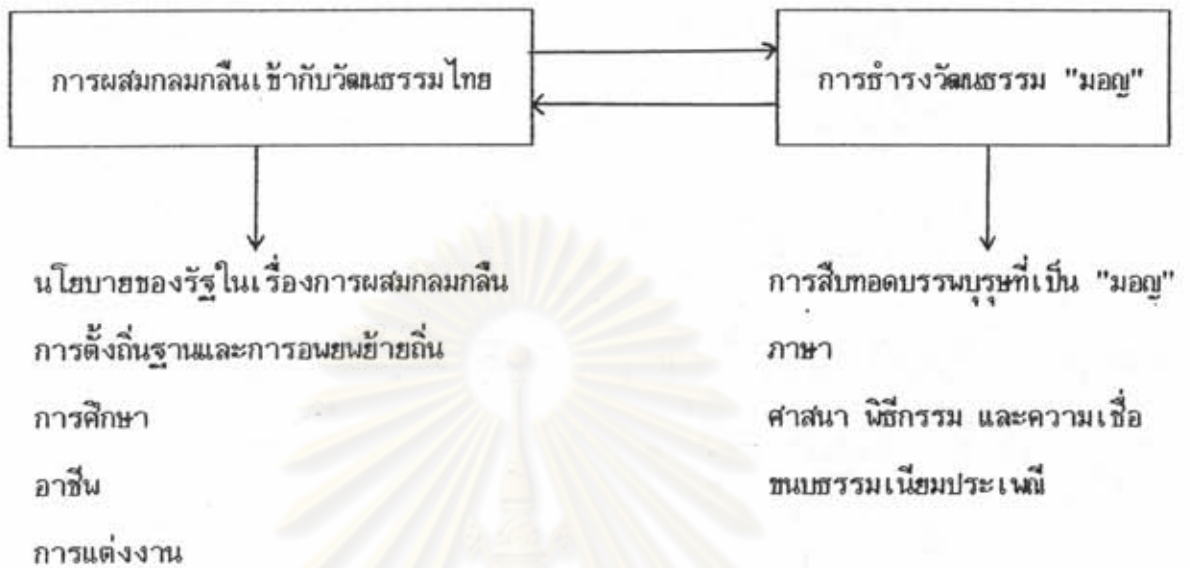 การผสมกลมกลืนเข้ากับวัฒนธรรมไทย
การธำรงวัฒนธรรม "มอญ"
นโยบายของรัฐในเรื่องการผสมกลมกลืน
การตั้งถิ่นฐานและการอพยพย้ายถิ่น
การศึกษา
อาชีพ
การแต่งงาน
การสืบทอดบรรพบุรุษที่เป็น "มอญ"
ภาษา
ศาสนา พิธีกรรม และความเชื่อ
ขนบธรรมเนียมประเพณี